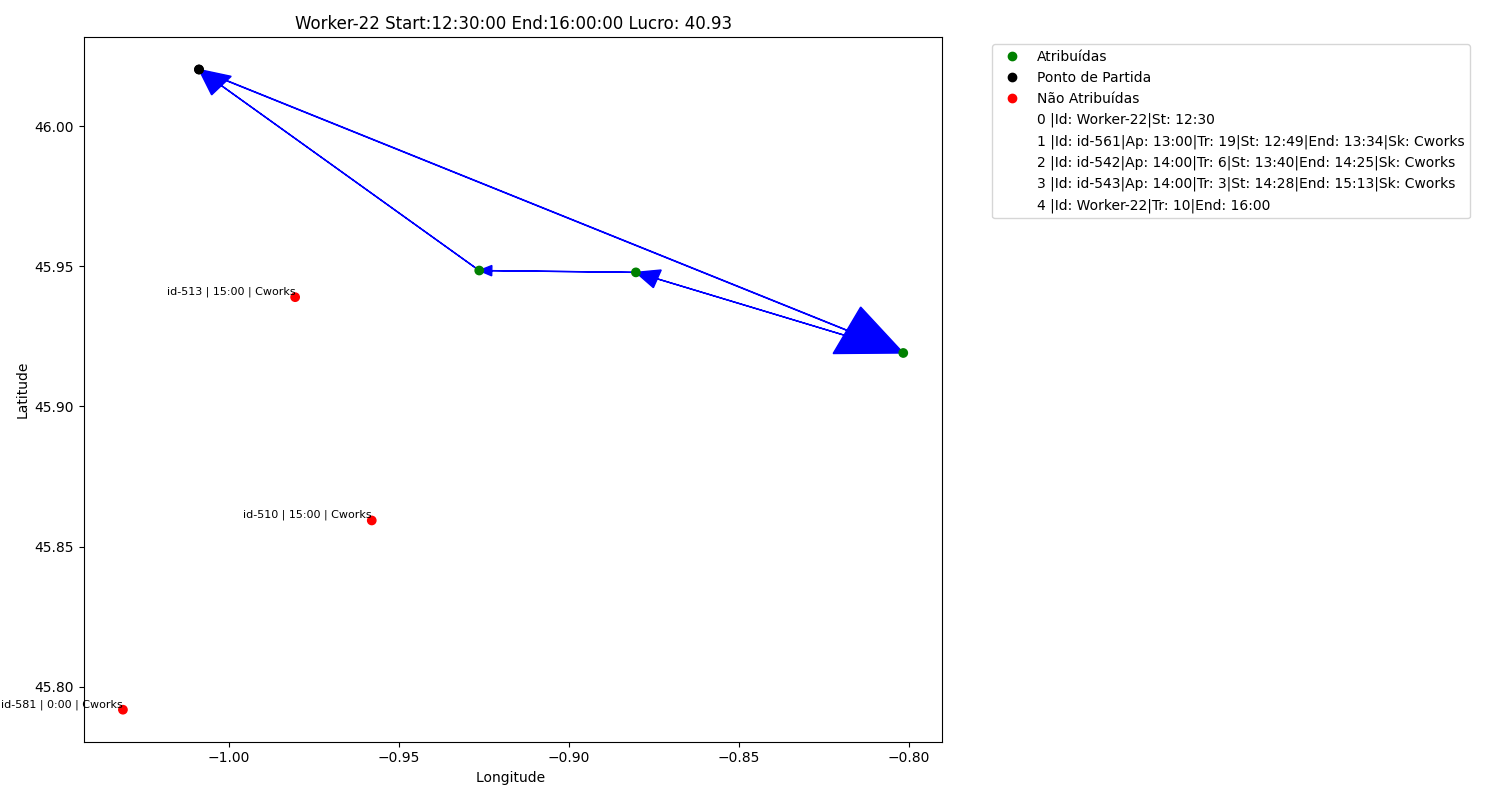 Worker-22 Start:12:30:00 End:16:00:00 Lucro: 40.93
Atribuídas
Ponto de Partida
Não Atribuídas
0 |Id: Worker-22|St: 12:30
1 |Id: id-561|Ap: 13:00|Tr: 19|St: 12:49|End: 13:34|Sk: Cworks
2 |Id: id-542|Ap: 14:00|Tr: 6|St: 13:40|End: 14:25|Sk: Cworks
3 |Id: id-543|Ap: 14:00|Tr: 3|St: 14:28|End: 15:13|Sk: Cworks
4 |Id: Worker-22|Tr: 10|End: 16:00
46.00
45.95
45.90
45.85
45.80
Latitude
id-513 | 15:00 | Cworks
id-510 | 15:00 | Cworks
id-581 | 0:00 | Cworks
−1.00
−0.95
−0.90
−0.85
−0.80
Longitude